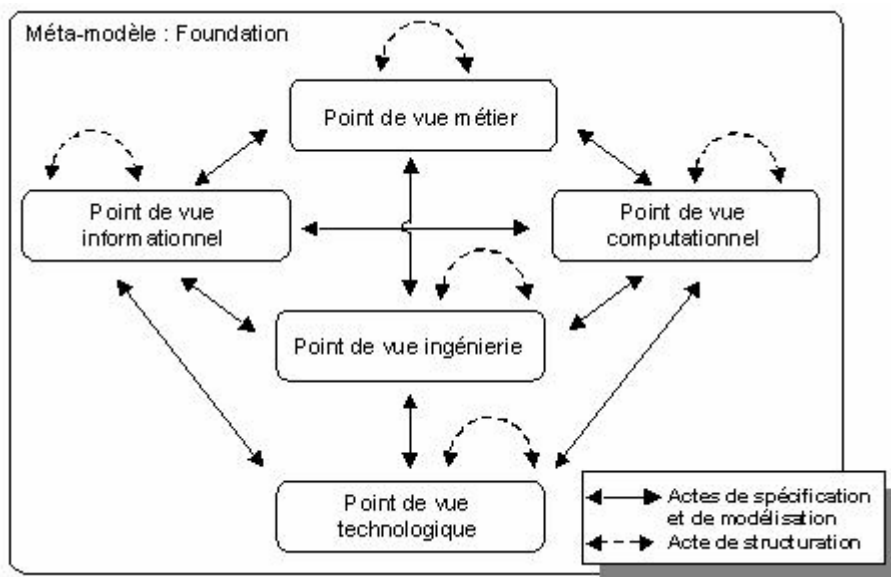 Méta-modèle : Foundation
Point de vue métier
Point de vue
informationnel
Point de vue
computationnel
Point de vue ingénierie
Point de vue
technologique
Actes de spécification
et de modélisation
Acte de structuration